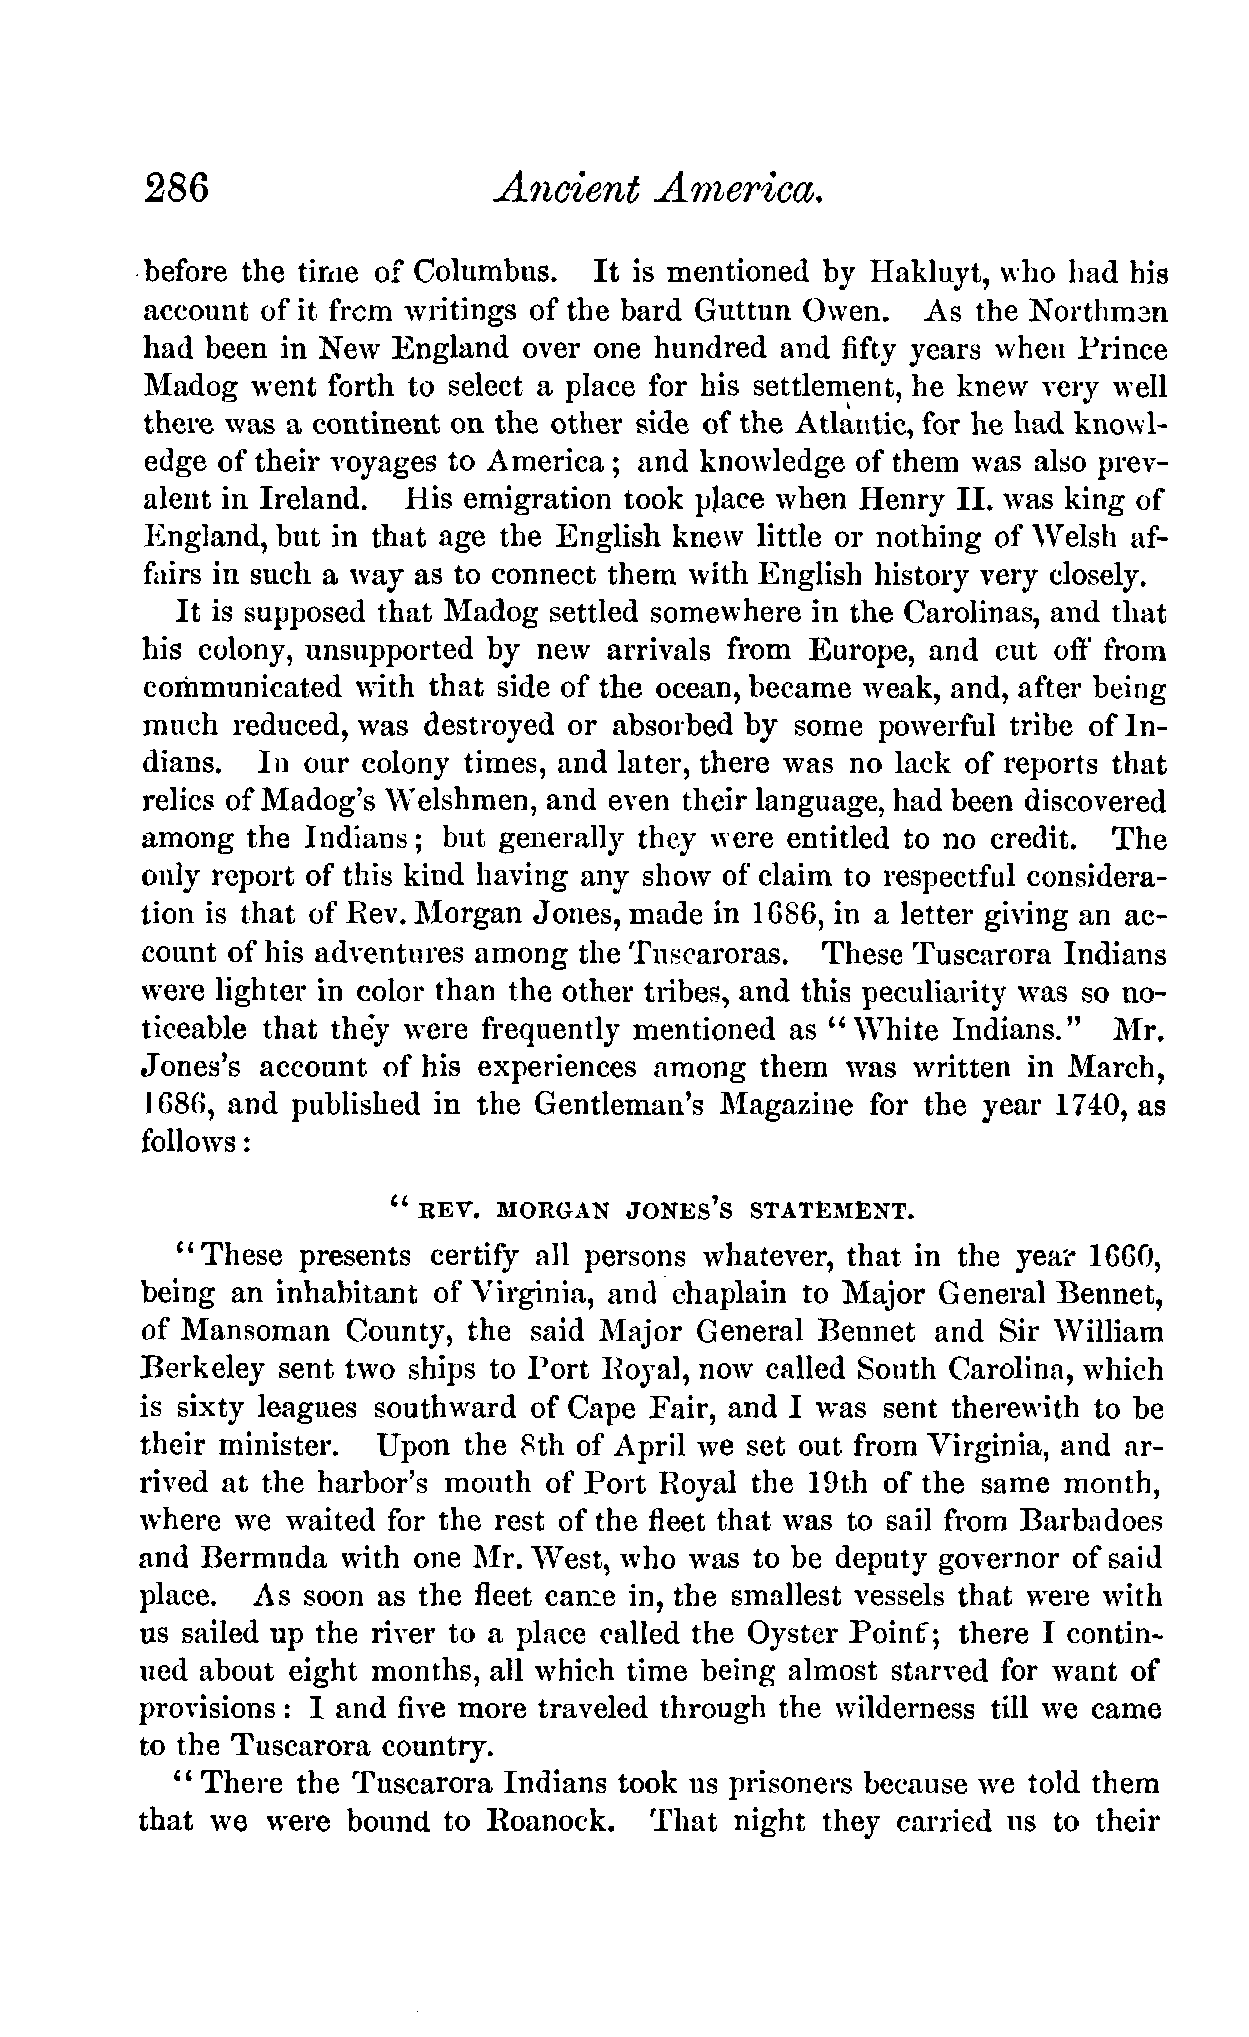 286 Ancient America.
before the time of Columbus. It is mentioned by Hakluyt, who had his
account of it from writings of the bard Guttun Owen. As the Northmen
had been in New England over one hundred and fifty years when Prince
Madog went forth to select a place for his settlement, he knew very well
there was a continent on the other side of the Atlantic, for he had knowl-
edge of their voyages to America; and knowledge of them was also prev-
alent in Ireland. His emigration took place when Henry II. was king of
England, but in that age the English knew little or nothing of Welsh af-
fairs in such a way as to connect them with English history very closely.
It is supposed that Madog settled somewhere in the Carolinas, and that
his colony, unsupported by new arrivals from Europe, and cut off from
communicated with that side of the ocean, became weak, and, after being
much reduced, was destroyed or absorbed by some powerful tribe of In-
dians. In our colony times, and later, there was no lack of reports that
relics of Madog's Welshmen, and even their language, had been discovered
among the Indians; but generally they were entitled to no credit. The
only report of this kind having any show of claim to respectful considera-
tion is that of Rev. Morgan Jones, made in 1686, in a letter giving an ac-
count of his adventures among the Tuscaroras. These Tuscarora Indians
were lighter in color than the other tribes, and this peculiarity was so no-
ticeable that they were frequently mentioned as "White Indians." Mr.
Jones's account of his experiences among them was written in March,
1686, and published in the Gentleman's Magazine for the year 1740, as
follows:
"REV. MORGAN JONES'S STATEMENT.
"These presents certify all persons whatever, that in the year 1660,
being an inhabitant of Virginia, and chaplain to Major General Bennet,
of Mansoman County, the said Major General Bennet and Sir William
Berkeley sent two ships to Port Royal, now called South Carolina, which
is sixty leagues southward of Cape Fair, and I was sent therewith to be
their minister. Upon the 8th of April we set out from Virginia, and ar-
rived at the harbor's mouth of Port Royal the 19th of the same month,
where we waited for the rest of the fleet that was to sail from Barbadoes
and Bermuda with one Mr. West, who was to be deputy governor of said
place. As soon as the fleet came in, the smallest vessels that were with
us sailed up the river to a place called the Oyster Point; there I contin-
ued about eight months, all which time being almost starved for want of
provisions: I and five more traveled through the wilderness till we came
to the Tuscarora country.
"There the Tuscarora Indians took us prisoners because we told them
that we were bound to Roanock. That night they carried us to their